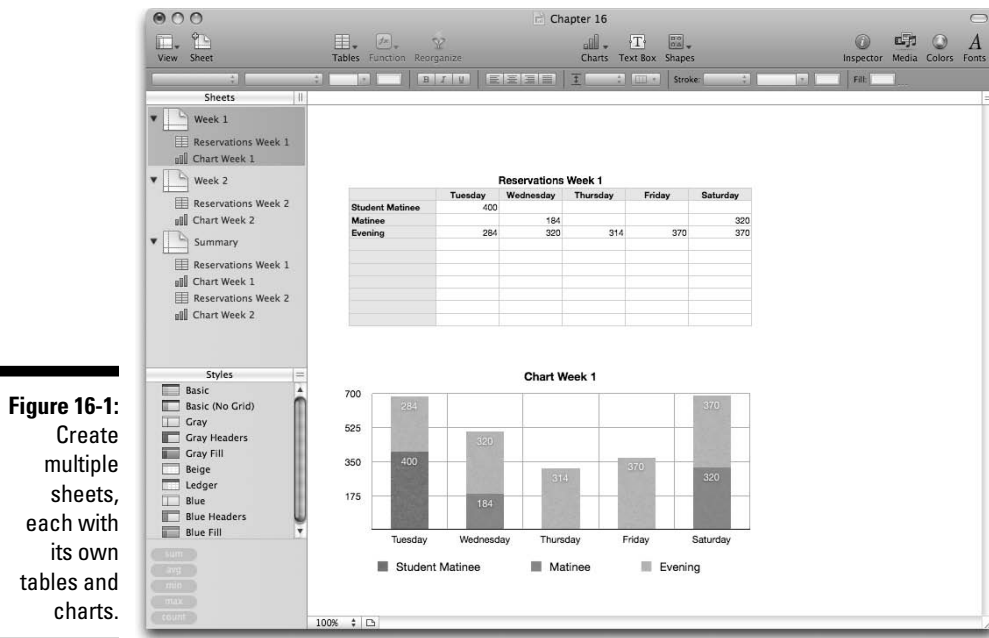 Chapter 16
View Sheet Tables Function Reorganize Charts Text Box Shapes Inspector Media Colors Fonts
B I U Stroke: Fill:
Sheets
Week 1
Reservations Week 1
Chart Week 1
Week 2
Reservations Week 2
Chart Week 2
Summary
Reservations Week 1
Chart Week 1
Reservations Week 2
Chart Week 2
Styles
Basic
Basic (No Grid)
Gray
Gray Headers
Gray Fill
Beige
Ledger
Blue
Blue Headers
Blue Fill
sum
avg
min
max
count
Reservations Week 1
Tuesday Wednesday Thursday Friday Saturday
Student Matinee 400
Matinee 184 320
Evening 284 320 314 370 370
Chart Week 1
700
525
350
175
284 400
320 184
314
370
370 320
Tuesday Wednesday Thursday Friday Saturday
Student Matinee Matinee Evening
100%
Figure 16-1:
Create
multiple
sheets,
each with
its own
tables and
charts.